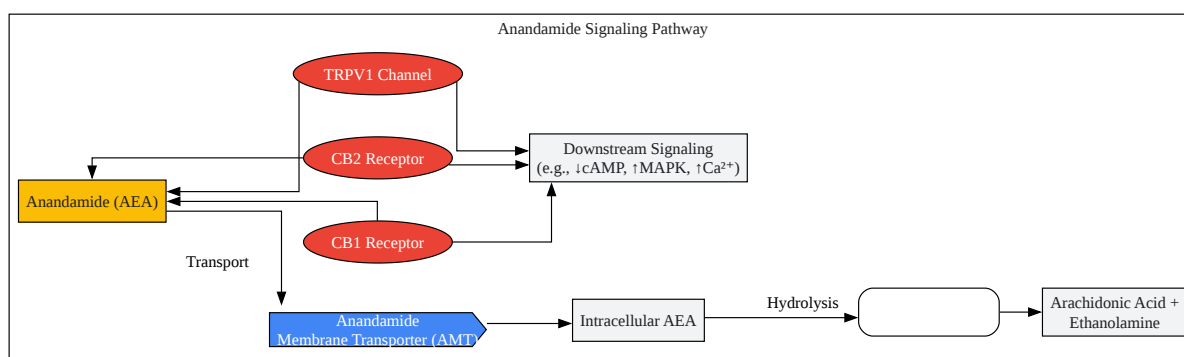 Anandamide Signaling Pathway
TRPV1 Channel
CB2 Receptor
Downstream Signaling
(e.g., ↓cAMP, ↑MAPK, ↑Ca²⁺)
Anandamide (AEA)
CB1 Receptor
Transport
Anandamide
Membrane Transporter (AMT)
Intracellular AEA
Hydrolysis
Arachidonic Acid +
Ethanolamine